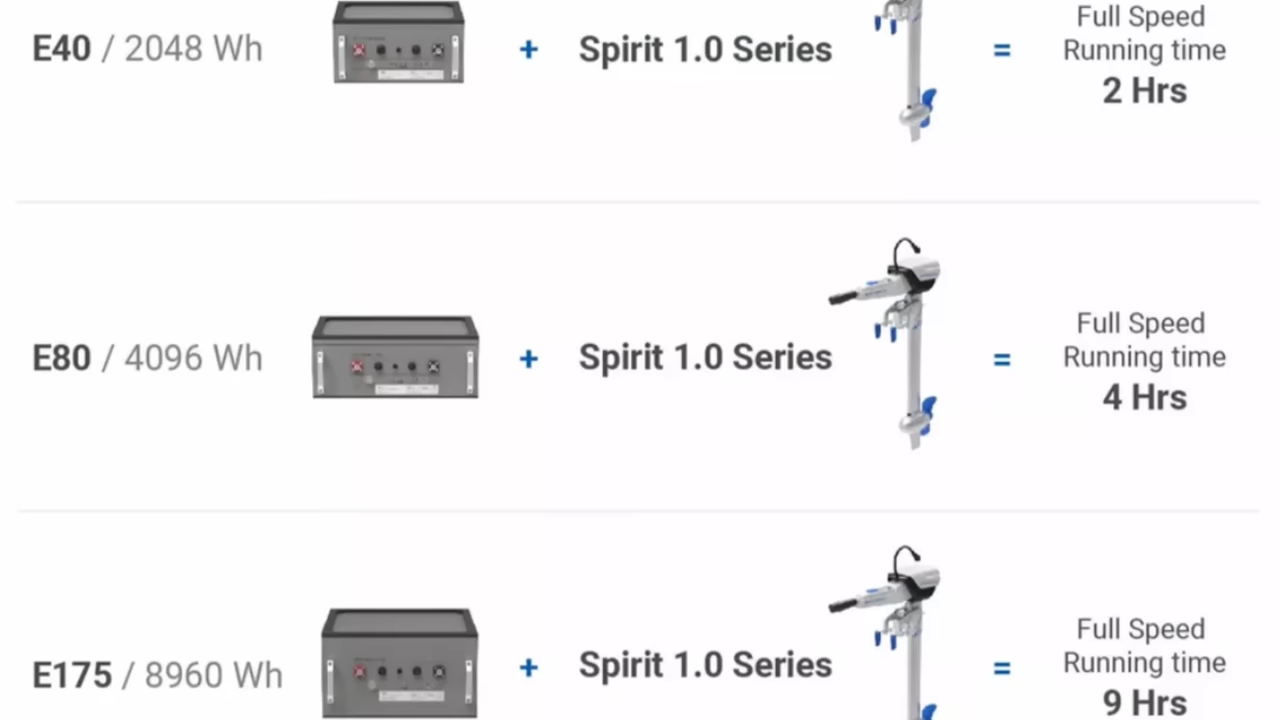 E40 / 2048 Wh + Spirit 1.0 Series = Full Speed
Running time
2 Hrs
E80 / 4096 Wh + Spirit 1.0 Series = Full Speed
Running time
4 Hrs
E175 / 8960 Wh + Spirit 1.0 Series = Full Speed
Running time
9 Hrs